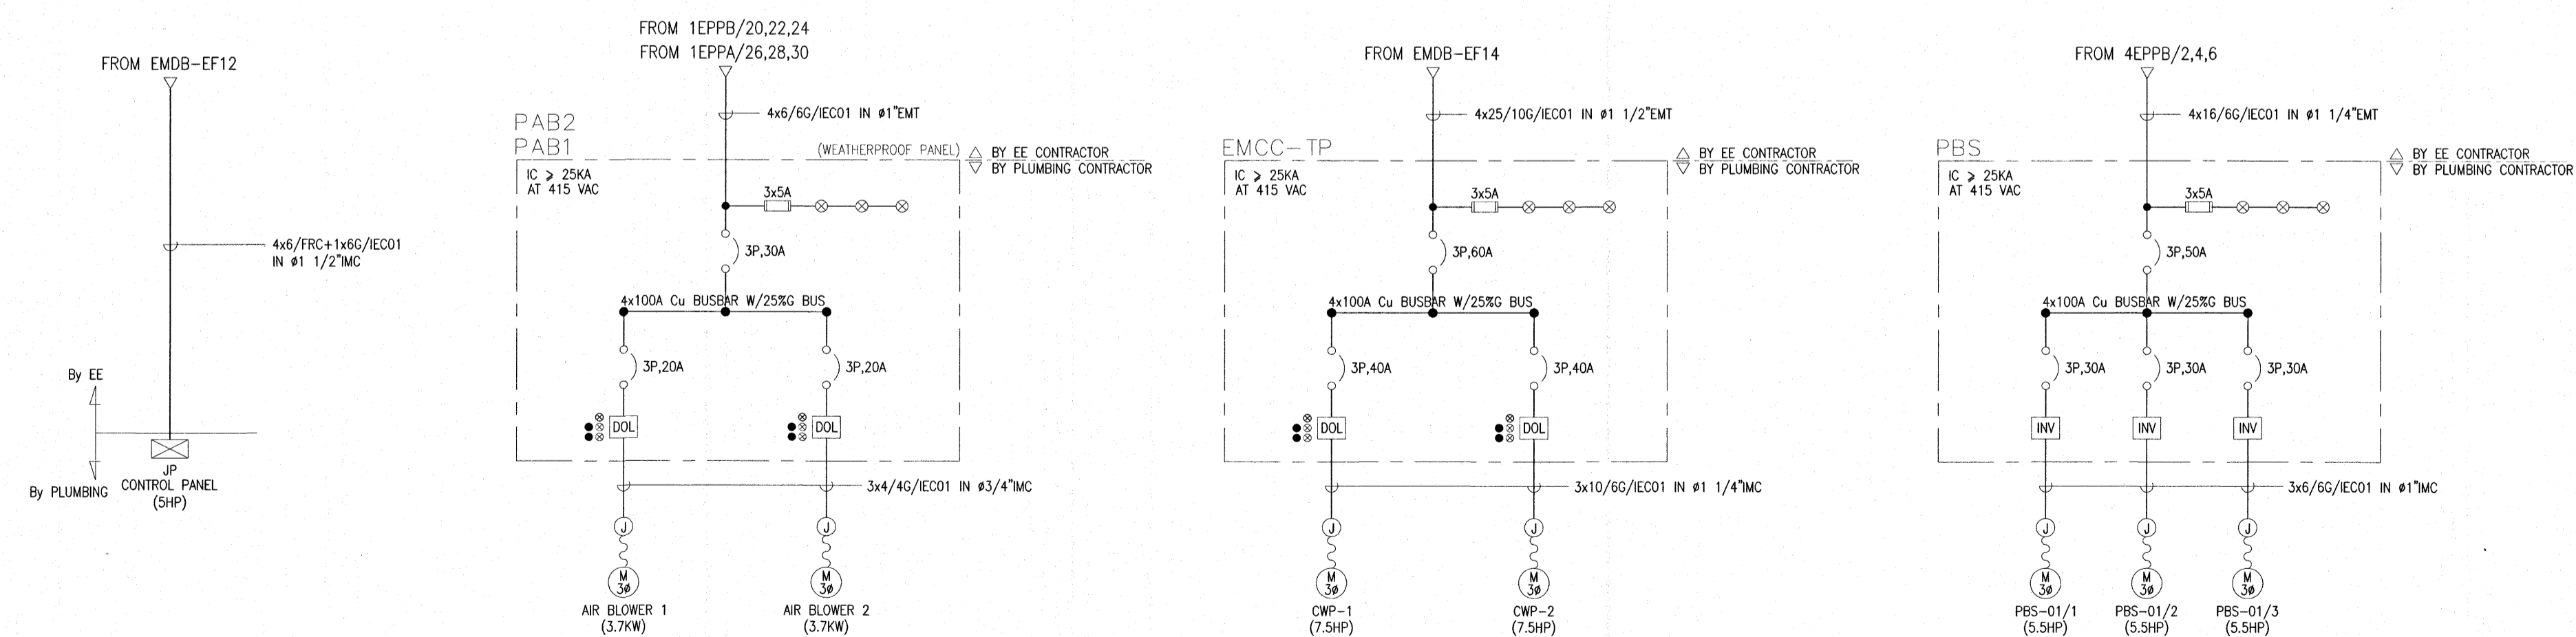 FROM EMDB-EF12
4x6/FRC+1x6G/IEC01
IN ø1 1/2"IMC
By EE
By PLUMBING
JP
CONTROL PANEL
(5HP)
FROM 1EPPB/20,22,24
FROM 1EPPA/26,28,30
4x6/6G/IEC01 IN ø1"EMT
PAB2
PAB1
(WEATHERPROOF PANEL)
BY EE CONTRACTOR
BY PLUMBING CONTRACTOR
IC ⩾ 25KA
AT 415 VAC
3x5A
3P,30A
4x100A Cu BUSBAR W/25%G BUS
3P,20A
3P,20A
DOL
DOL
3x4/4G/IEC01 IN ø3/4"IMC
J
J
M
3ø
M
3ø
AIR BLOWER 1
(3.7KW)
AIR BLOWER 2
(3.7KW)
FROM EMDB-EF14
4x25/10G/IEC01 IN ø1 1/2"EMT
EMCC-TP
BY EE CONTRACTOR
BY PLUMBING CONTRACTOR
IC ⩾ 25KA
AT 415 VAC
3x5A
3P,60A
4x100A Cu BUSBAR W/25%G BUS
3P,40A
3P,40A
DOL
DOL
3x10/6G/IEC01 IN ø1 1/4"IMC
J
J
M
3ø
M
3ø
CWP-1
(7.5HP)
CWP-2
(7.5HP)
FROM 4EPPB/2,4,6
4x16/6G/IEC01 IN ø1 1/4"EMT
PBS
BY EE CONTRACTOR
BY PLUMBING CONTRACTOR
IC ⩾ 25KA
AT 415 VAC
3x5A
3P,50A
4x100A Cu BUSBAR W/25%G BUS
3P,30A
3P,30A
3P,30A
INV
INV
INV
3x6/6G/IEC01 IN ø1"IMC
J
J
J
M
3ø
M
3ø
M
3ø
PBS-01/1
(5.5HP)
PBS-01/2
(5.5HP)
PBS-01/3
(5.5HP)